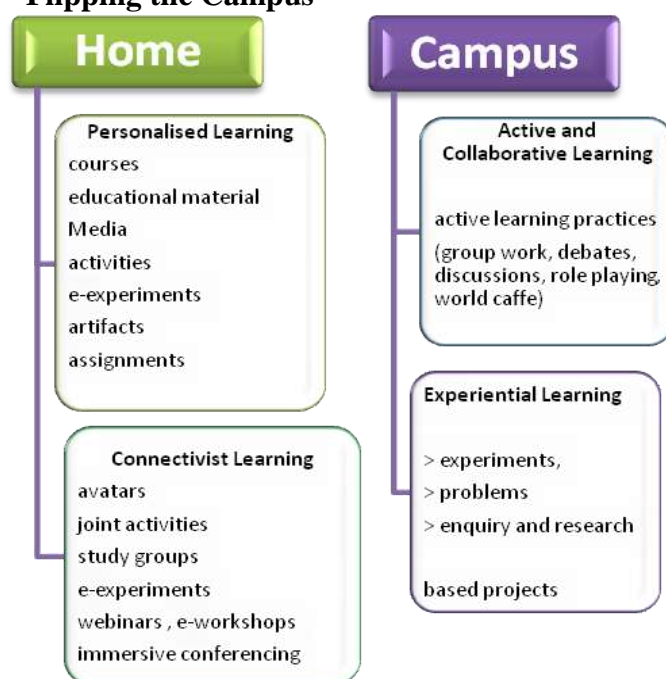 Flipping the Campus
Home
Personalised Learning
courses
educational material
Media
activities
e-experiments
artifacts
assignments
Connectivist Learning
avatars
joint activities
study groups
e-experiments
webinars , e-workshops
immersive conferencing
Campus
Active and
Collaborative Learning
active learning practices
(group work, debates,
discussions, role playing,
world caffe)
Experiential Learning
> experiments,
> problems
> enquiry and research
based projects